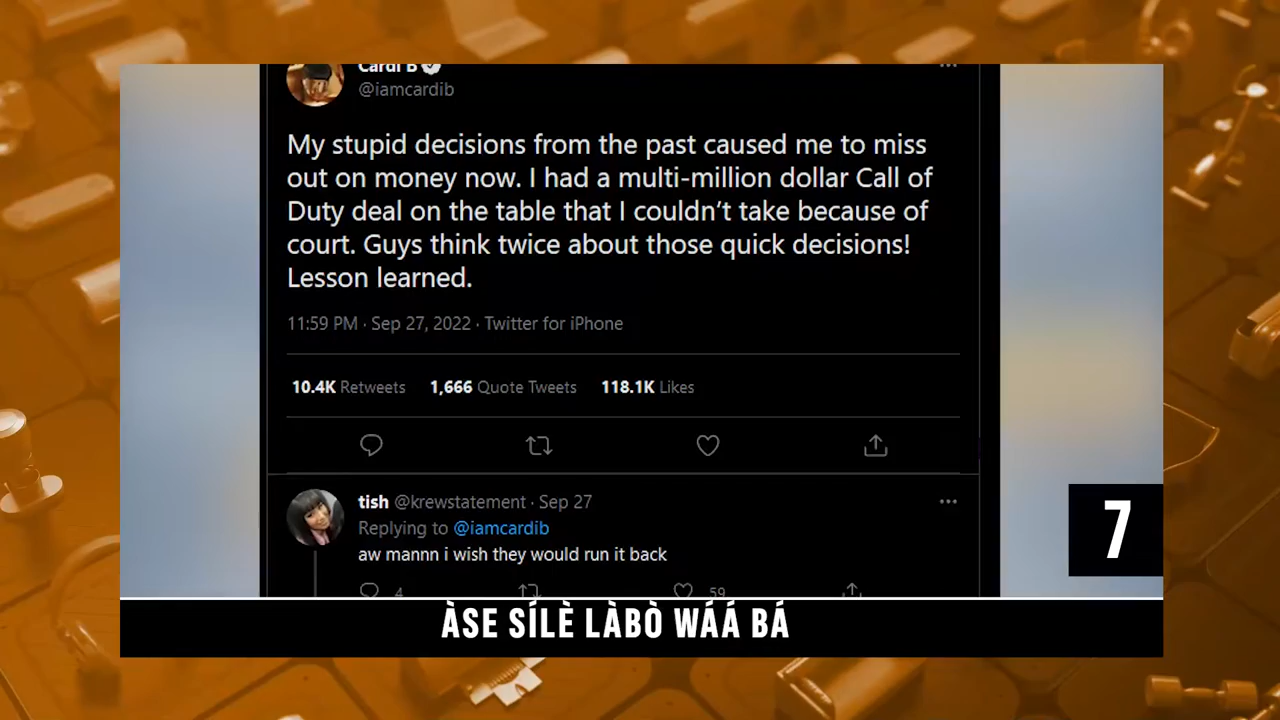 Cardi B
@iamcardib
My stupid decisions from the past caused me to miss
out on money now. I had a multi-million dollar Call of
Duty deal on the table that I couldn't take because of
court. Guys think twice about those quick decisions!
Lesson learned.
11:59 PM · Sep 27, 2022 · Twitter for iPhone
10.4K Retweets 1,666 Quote Tweets 118.1K Likes
tish @krewstatement · Sep 27
Replying to @iamcardib
aw mannn i wish they would run it back
4 59
7
ÀSE SÍLÈ LÀBÒ WÁÁ BÁ